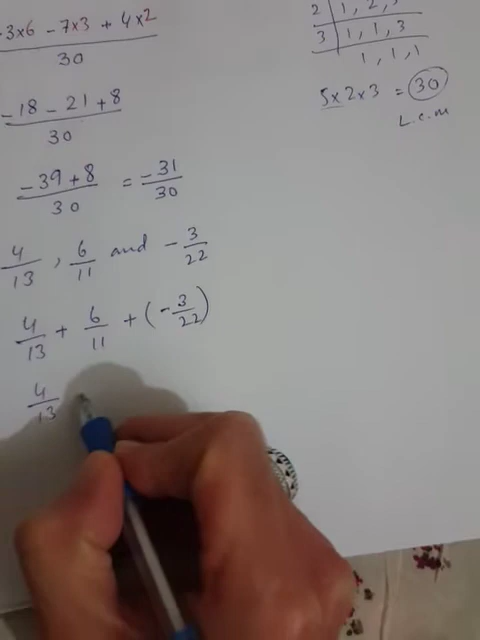 -3x6 - 7x3 + 4x2
30
-18 - 21 + 8
30
-39 + 8 = -31
30 30
4/13 , 6/11 and - 3/22
4/13 + 6/11 + (- 3/22)
4/13
2 | 1, 2,
3 | 1, 1, 3
1, 1, 1
5x2x3 = 30
L.c.m